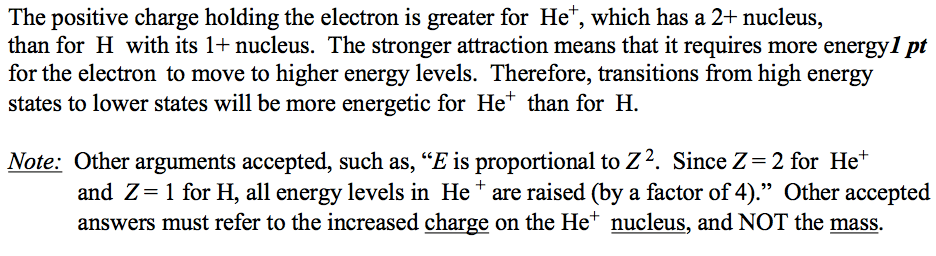 The positive charge holding the electron is greater for He⁺, which has a 2+ nucleus,
than for H with its 1+ nucleus. The stronger attraction means that it requires more energy1 pt
for the electron to move to higher energy levels. Therefore, transitions from high energy
states to lower states will be more energetic for He⁺ than for H.
Note: Other arguments accepted, such as, “E is proportional to Z². Since Z = 2 for He⁺
and Z = 1 for H, all energy levels in He⁺ are raised (by a factor of 4).” Other accepted
answers must refer to the increased charge on the He⁺ nucleus, and NOT the mass.